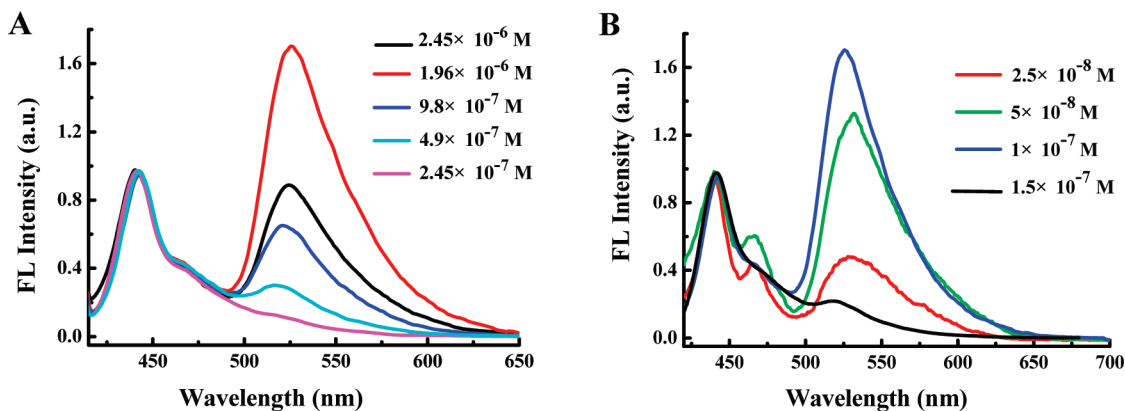 A
2.45× 10⁻⁶ M
1.96× 10⁻⁶ M
9.8× 10⁻⁷ M
4.9× 10⁻⁷ M
2.45× 10⁻⁷ M
FL Intensity (a.u.)
1.6
1.2
0.8
0.4
0.0
450 500 550 600 650
Wavelength (nm)
B
2.5× 10⁻⁸ M
5× 10⁻⁸ M
1× 10⁻⁷ M
1.5× 10⁻⁷ M
FL Intensity (a.u.)
1.6
1.2
0.8
0.4
0.0
450 500 550 600 650 700
Wavelength (nm)